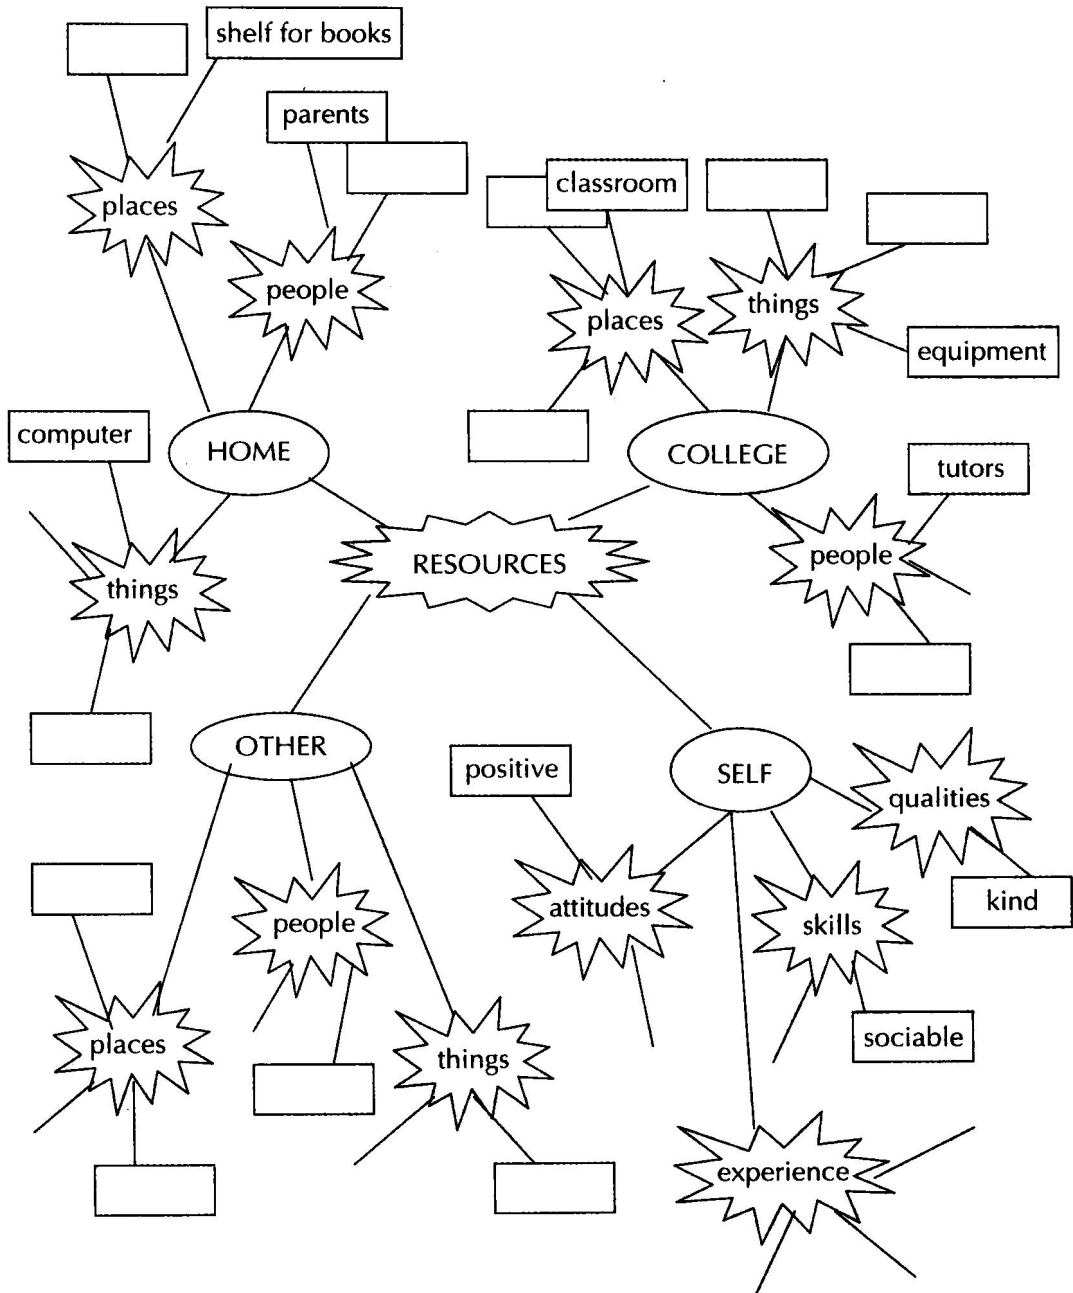 shelf for books
parents
places
people
classroom
places
things
equipment
computer
HOME
COLLEGE
tutors
things
RESOURCES
people
OTHER
positive
SELF
qualities
people
attitudes
skills
kind
places
things
sociable
experience